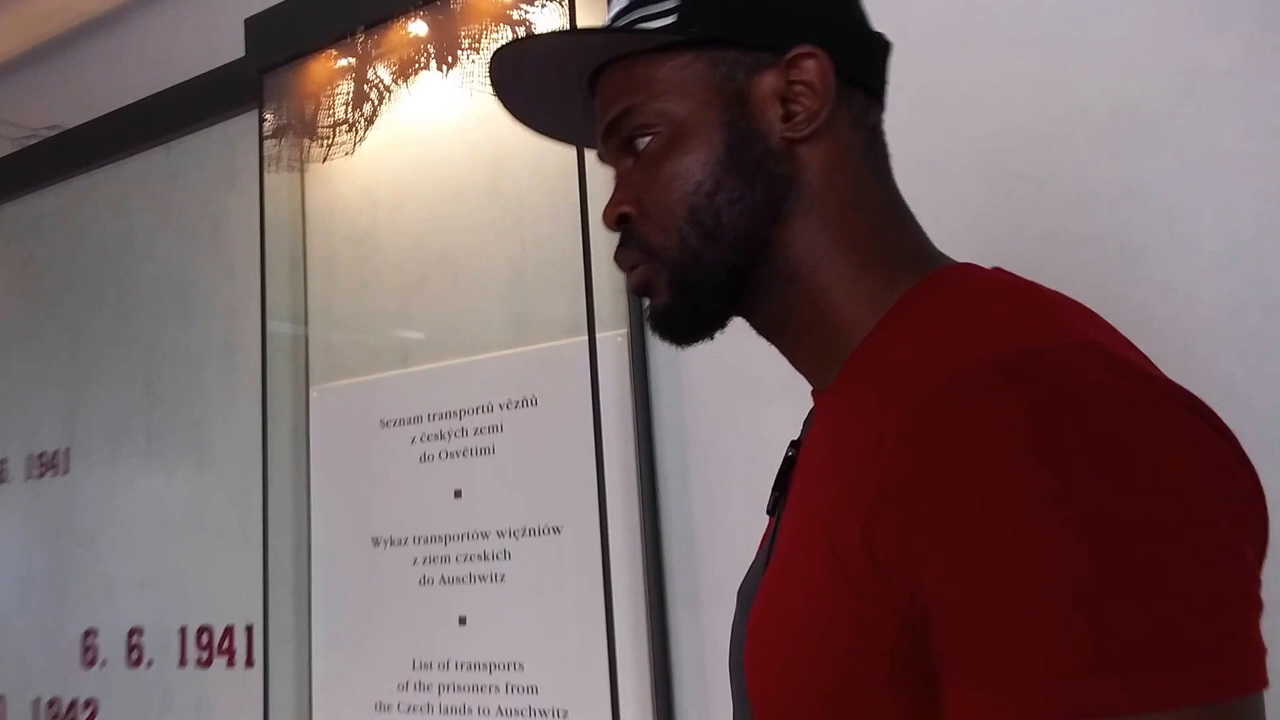 Seznam transportů vězňů
z českých zemí
do Osvětimi
Wykaz transportów więźniów
z ziem czeskich
do Auschwitz
List of transports
of the prisoners from
the Czech lands to Auschwitz
6. 1941
6. 6. 1941
1942